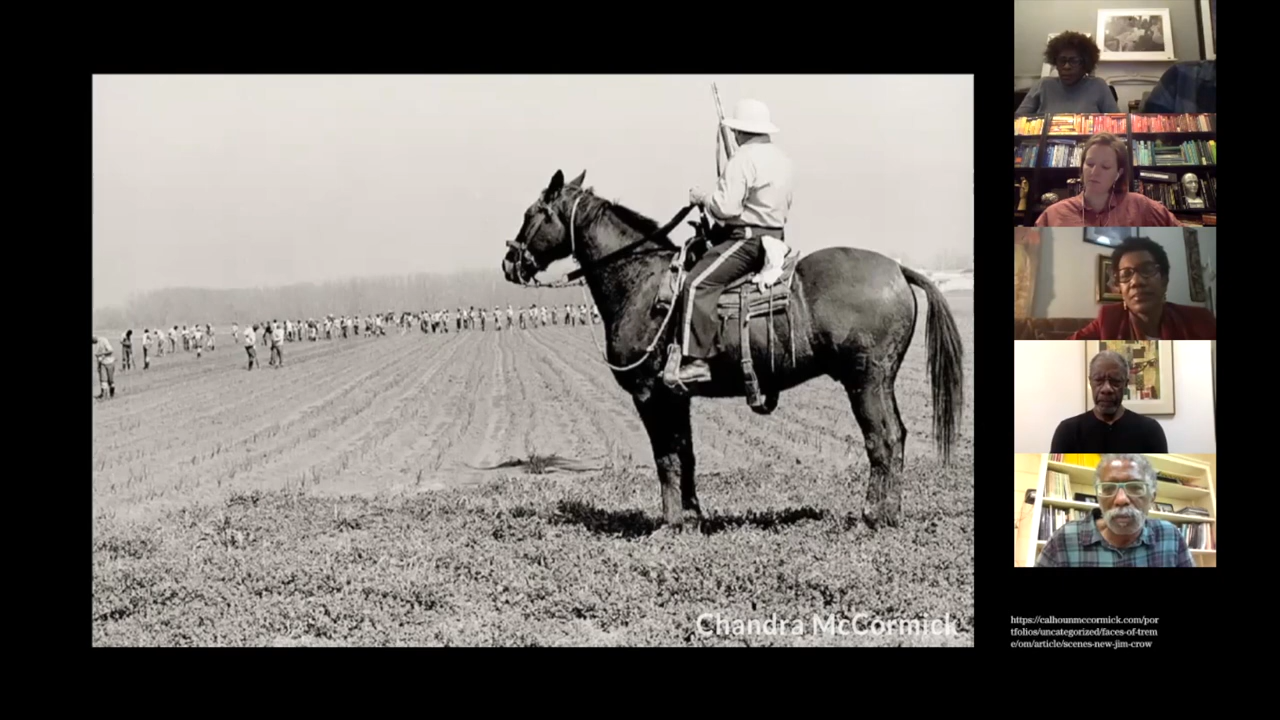 Chandra McCormick
https://calhounmccormick.com/por
tfolios/uncategorized/faces-of-trem
e/om/article/scenes-new-jim-crow